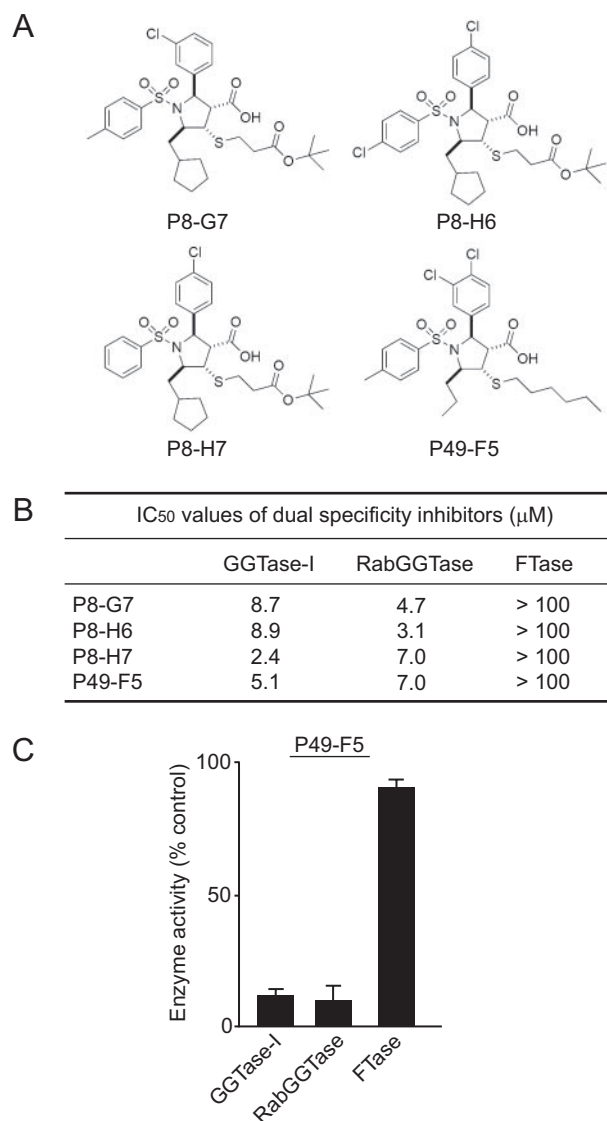 A
Cl
O
O
S
N
O
OH
S
O
O
P8-G7
Cl
O
O
S
N
O
OH
Cl
S
O
O
P8-H6
Cl
O
O
S
N
O
OH
S
O
O
P8-H7
Cl
Cl
O
O
S
N
O
OH
S
P49-F5
B
IC50 values of dual specificity inhibitors (μM)
GGTase-I RabGGTase FTase
P8-G7 8.7 4.7 > 100
P8-H6 8.9 3.1 > 100
P8-H7 2.4 7.0 > 100
P49-F5 5.1 7.0 > 100
C
P49-F5
Enzyme activity (% control)
100
50
0
GGTase-I
RabGGTase
FTase